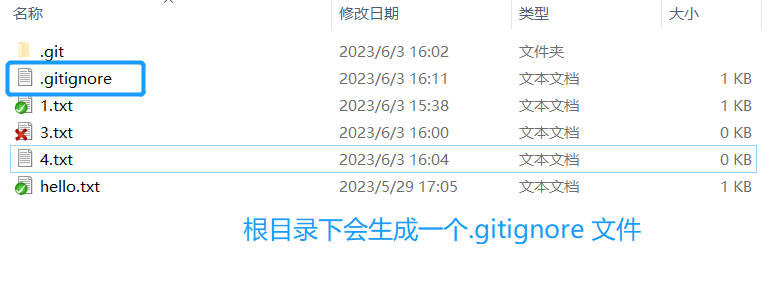 名称 修改日期 类型 大小
.git 2023/6/3 16:02 文件夹
.gitignore 2023/6/3 16:11 文本文档 1 KB
1.txt 2023/6/3 15:38 文本文档 1 KB
3.txt 2023/6/3 16:00 文本文档 0 KB
4.txt 2023/6/3 16:04 文本文档 0 KB
hello.txt 2023/5/29 17:05 文本文档 1 KB
根目录下会生成一个.gitignore 文件